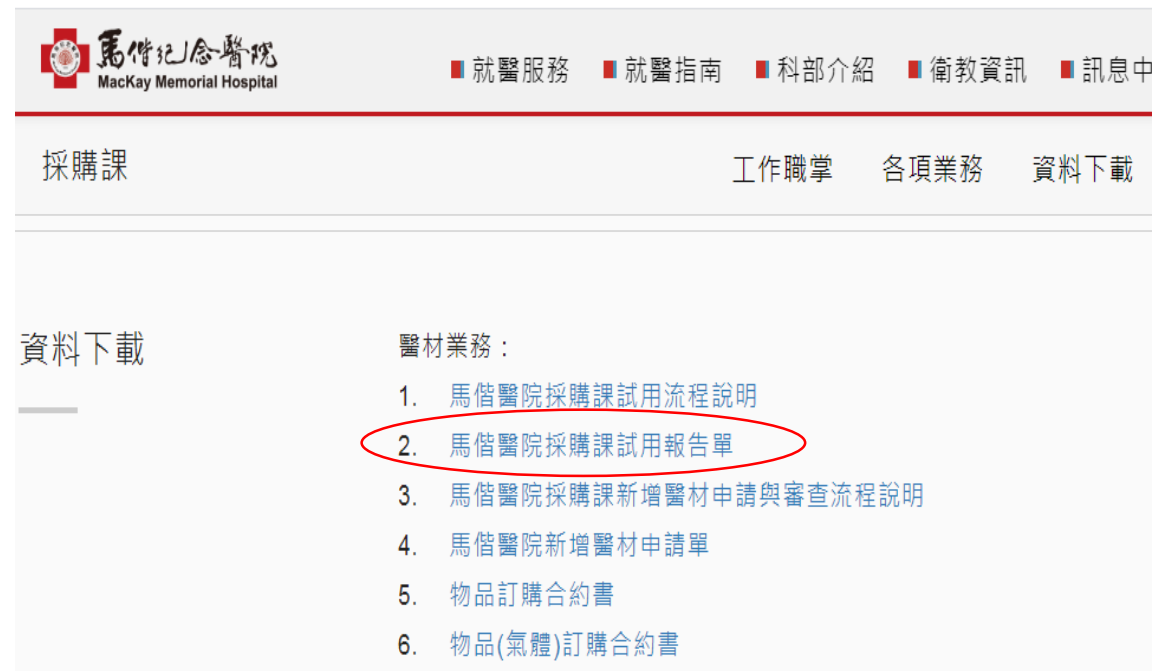 馬偕紀念醫院
MacKay Memorial Hospital
就醫服務 就醫指南 科部介紹 衛教資訊 訊息中
採購課 工作職掌 各項業務 資料下載
資料下載
醫材業務：
1. 馬偕醫院採購課試用流程說明
2. 馬偕醫院採購課試用報告單
3. 馬偕醫院採購課新增醫材申請與審查流程說明
4. 馬偕醫院新增醫材申請單
5. 物品訂購合約書
6. 物品(氣體)訂購合約書